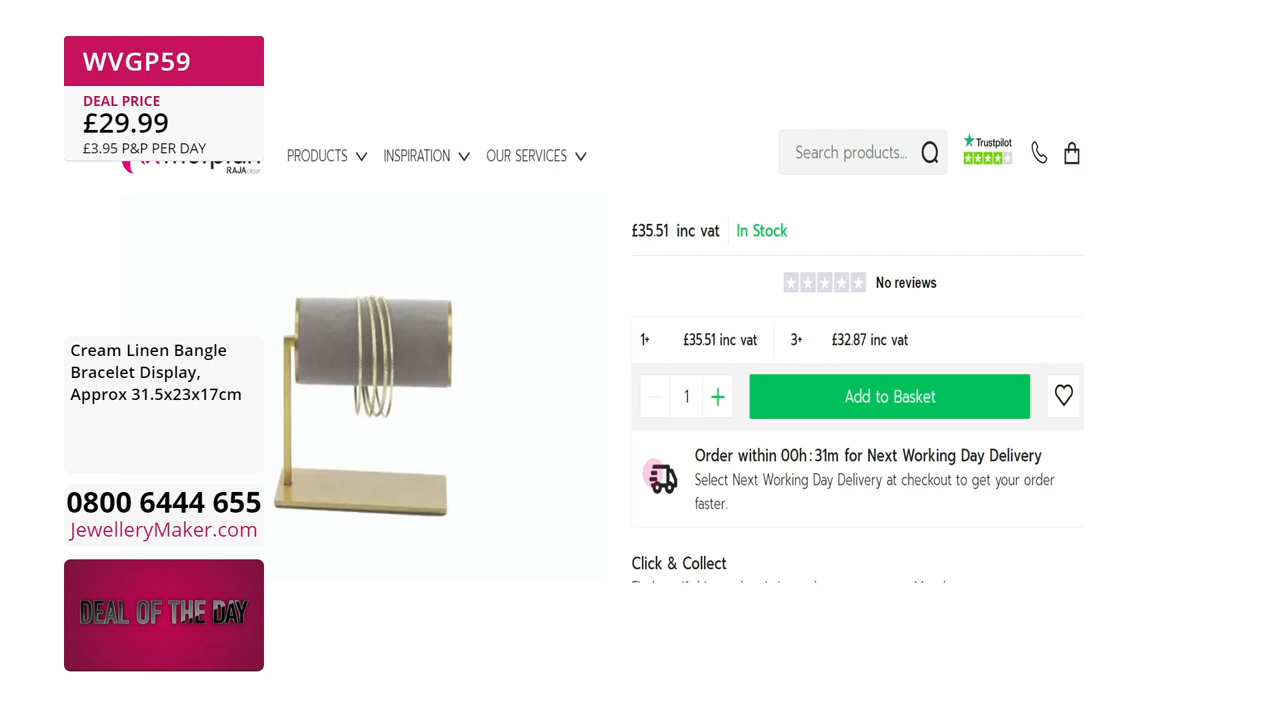 WVGP59
DEAL PRICE
£29.99
£3.95 P&P PER DAY
RAJA
PRODUCTS
INSPIRATION
OUR SERVICES
Search products...
Trustpilot
£35.51 inc vat
In Stock
No reviews
1+ £35.51 inc vat
3+ £32.87 inc vat
1
Add to Basket
Order within 00h:31m for Next Working Day Delivery
Select Next Working Day Delivery at checkout to get your order
faster.
Click & Collect
Cream Linen Bangle
Bracelet Display,
Approx 31.5x23x17cm
0800 6444 655
JewelleryMaker.com
DEAL OF THE DAY